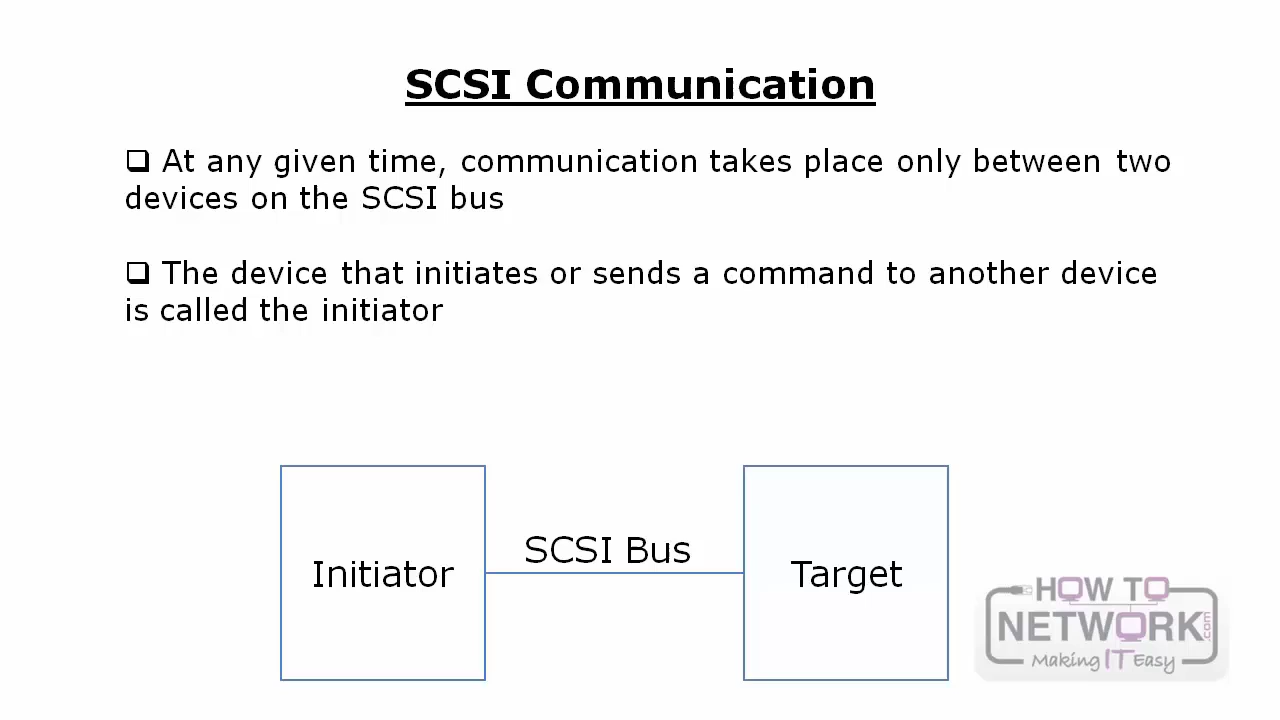 SCSI Communication
❑ At any given time, communication takes place only between two
devices on the SCSI bus
❑ The device that initiates or sends a command to another device
is called the initiator
Initiator
SCSI Bus
Target
HOW TO
NETWORK.com
Making IT Easy